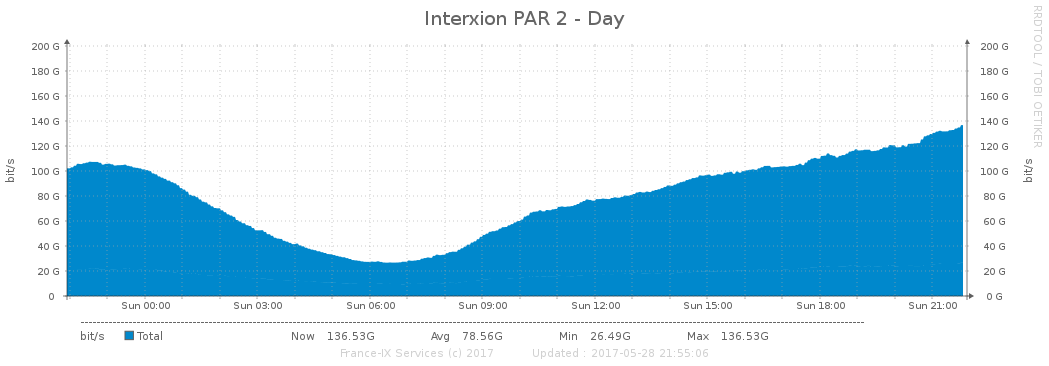 Interxion PAR 2 - Day
RRDTOOL / TOBI OETIKER
200 G 200 G
180 G 180 G
160 G 160 G
140 G 140 G
120 G 120 G
100 G 100 G
80 G 80 G
60 G 60 G
40 G 40 G
20 G 20 G
0 0 G
bit/s bit/s
Sun 00:00 Sun 03:00 Sun 06:00 Sun 09:00 Sun 12:00 Sun 15:00 Sun 18:00 Sun 21:00
bit/s Total Now 136.53G Avg 78.56G Min 26.49G Max 136.53G
France-IX Services (c) 2017 Updated : 2017-05-28 21:55:06